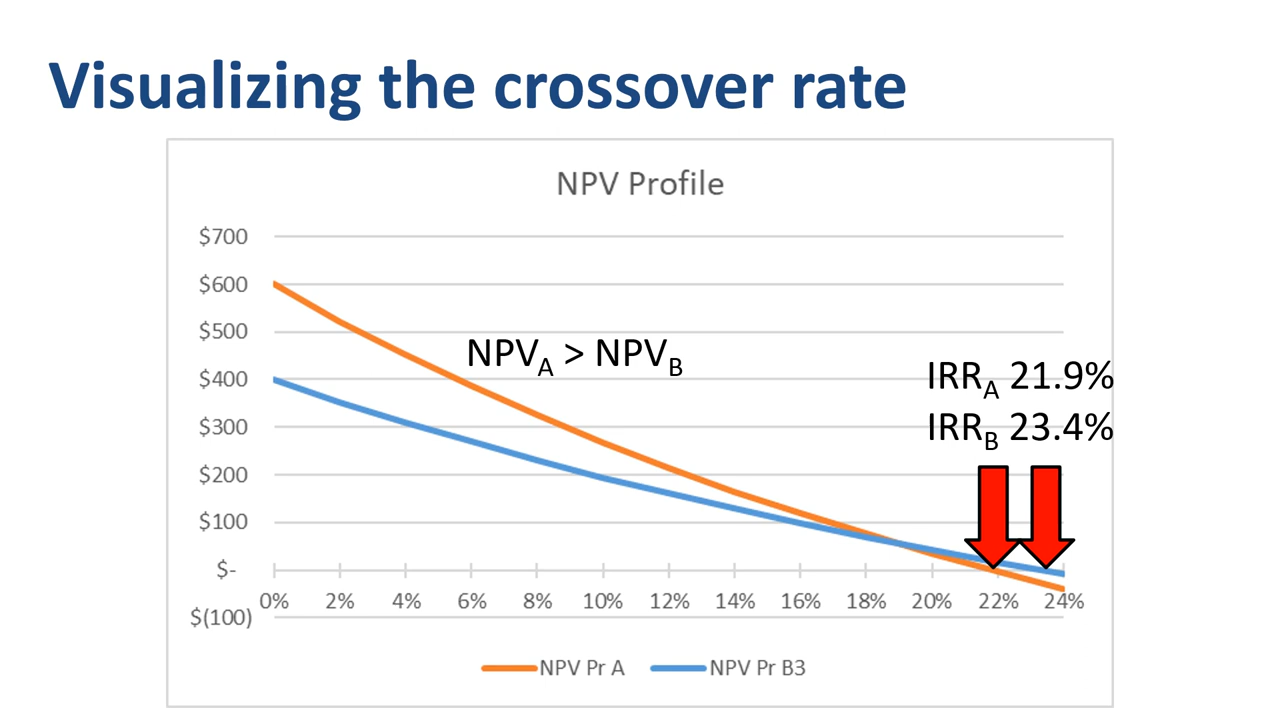 Visualizing the crossover rate
NPV Profile
$700
$600
$500
$400
$300
$200
$100
$-
$(100)
NPVA > NPVB
IRRA 21.9%
IRRB 23.4%
0% 2% 4% 6% 8% 10% 12% 14% 16% 18% 20% 22% 24%
NPV Pr A NPV Pr B3